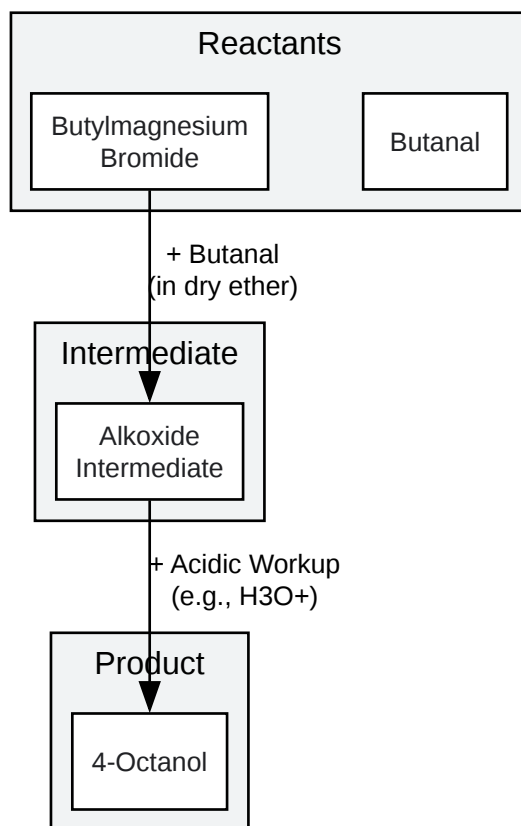 Reactants
Butylmagnesium
Bromide
Butanal
+ Butanal
(in dry ether)
Intermediate
Alkoxide
Intermediate
+ Acidic Workup
(e.g., H3O+)
Product
4-Octanol